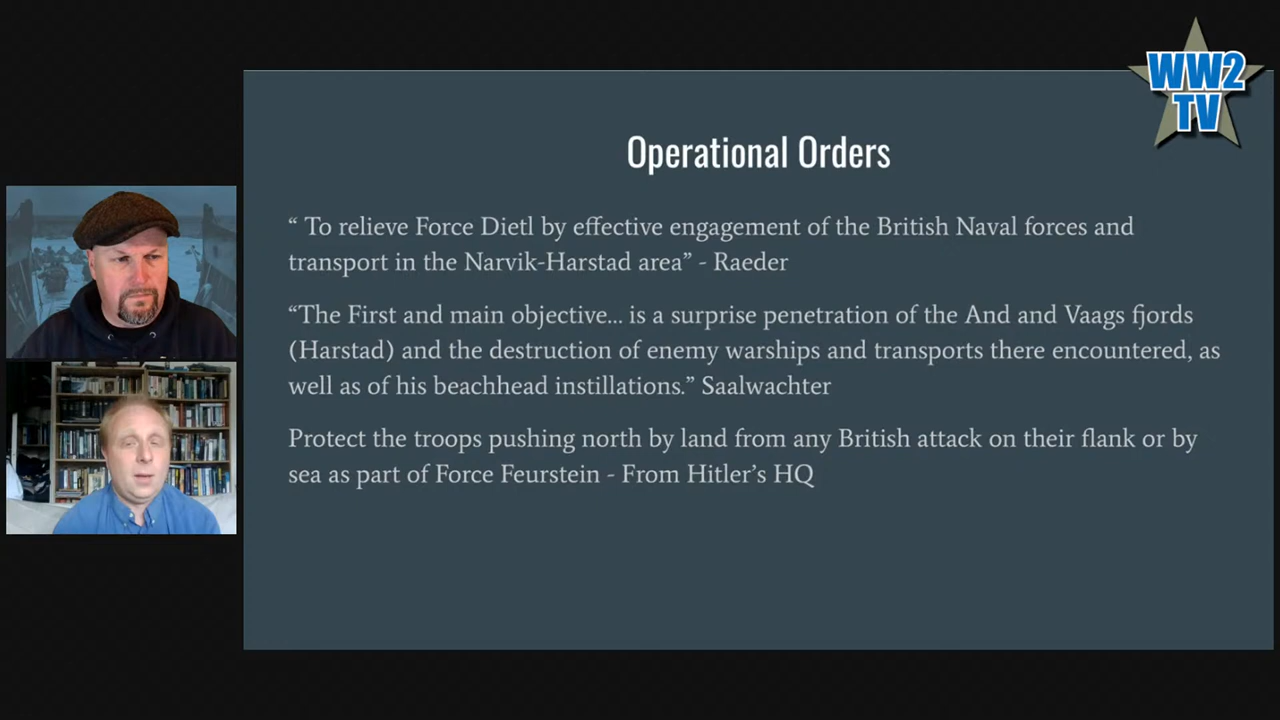 WW2
TV
Operational Orders
“ To relieve Force Dietl by effective engagement of the British Naval forces and
transport in the Narvik-Harstad area” - Raeder
“The First and main objective... is a surprise penetration of the And and Vaags fjords
(Harstad) and the destruction of enemy warships and transports there encountered, as
well as of his beachhead instillations.” Saalwachter
Protect the troops pushing north by land from any British attack on their flank or by
sea as part of Force Feurstein - From Hitler’s HQ